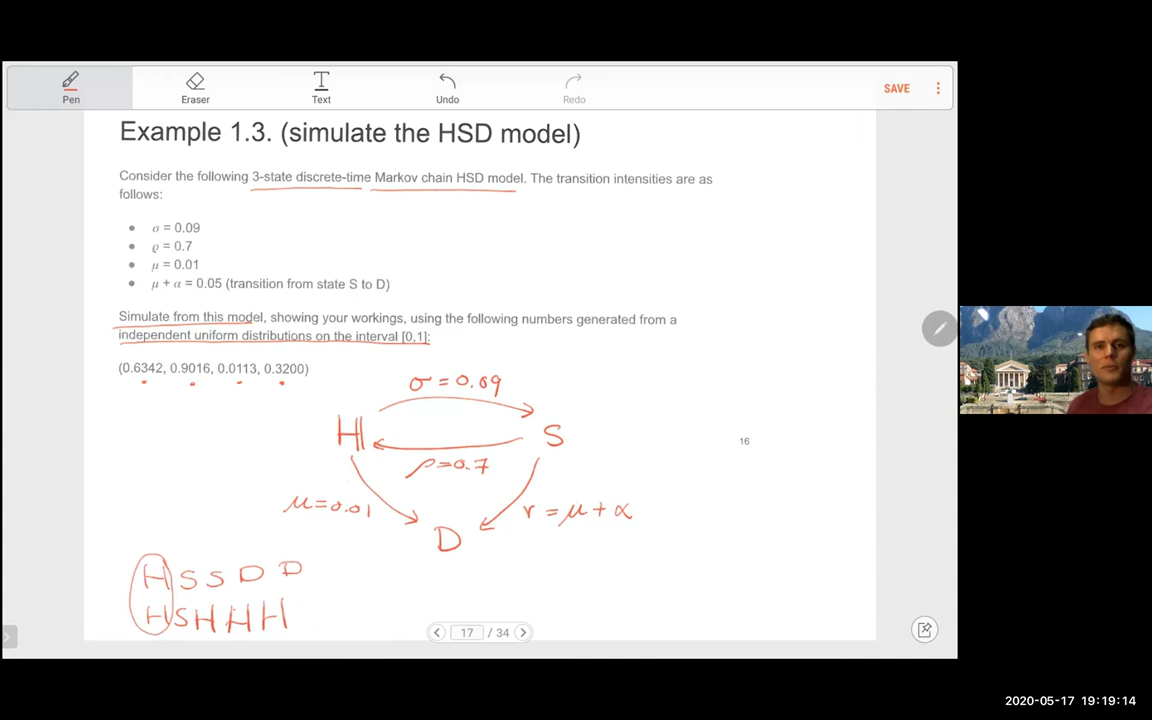 Pen Eraser Text Undo Redo SAVE
Example 1.3. (simulate the HSD model)
Consider the following 3-state discrete-time Markov chain HSD model. The transition intensities are as
follows:
• σ = 0.09
• ϱ = 0.7
• μ = 0.01
• μ + α = 0.05 (transition from state S to D)
Simulate from this model, showing your workings, using the following numbers generated from a
independent uniform distributions on the interval [0,1]:
(0.6342, 0.9016, 0.0113, 0.3200)
σ = 0.09
H S
ρ=0.7
16
μ=0.01 ν = μ + α
D
H S S D D
H S H H H
17 / 34
2020-05-17 19:19:14